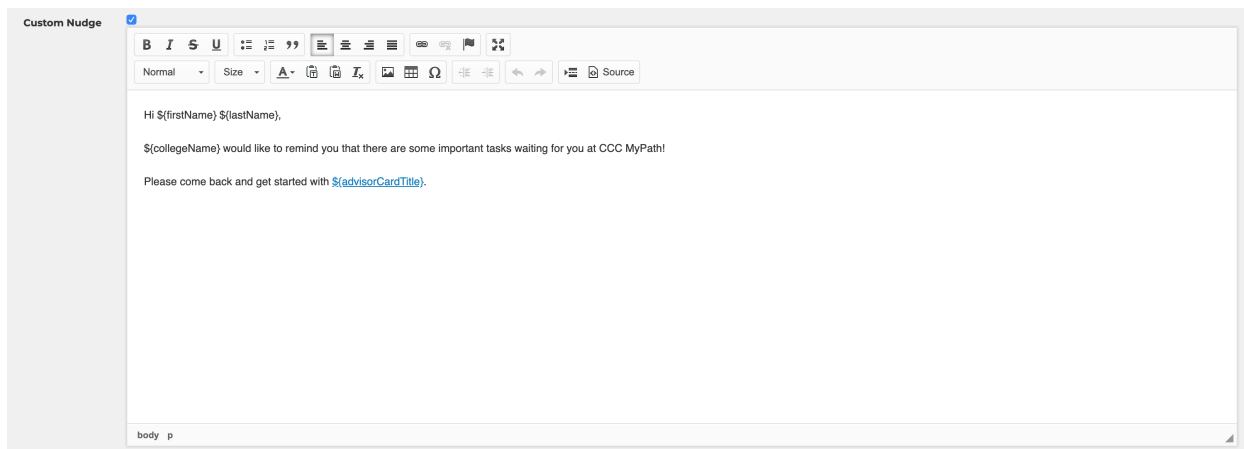 Custom Nudge
B I S U
Normal Size A Ω Source
Hi ${firstName} ${lastName},
${collegeName} would like to remind you that there are some important tasks waiting for you at CCC MyPath!
Please come back and get started with ${advisorCardTitle}.
body p